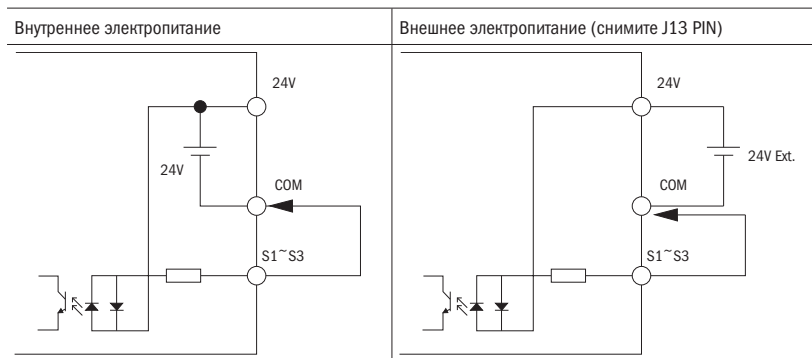 Внутреннее электропитание
Внешнее электропитание (снимите J13 PIN)
24V
24V
COM
S1~S3
24V
24V Ext.
COM
S1~S3